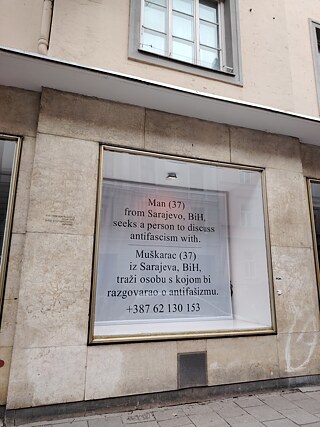 Man (37)
from Sarajevo, BiH,
seeks a person to discuss
antifascism with.
Muškarac (37)
iz Sarajeva, BiH,
traži osobu s kojom bi
razgovarao o antifašizmu.
+387 62 130 153